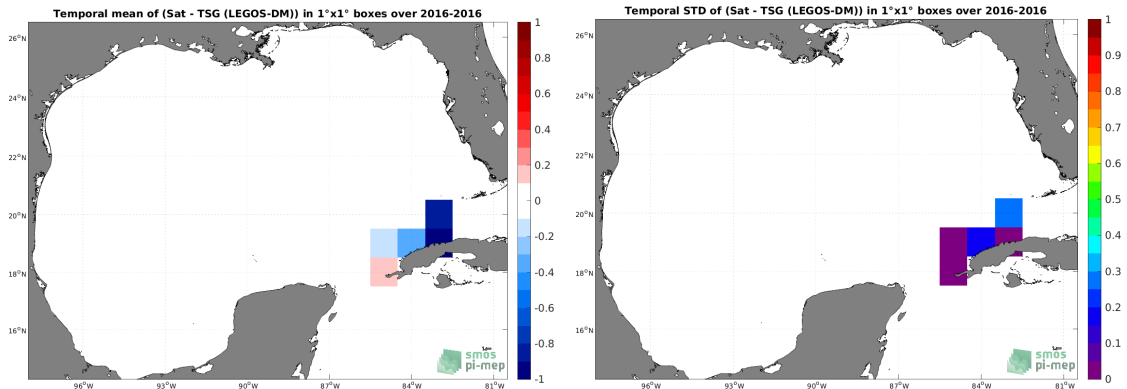 Temporal mean of (Sat - TSG (LEGOS-DM)) in 1°x1° boxes over 2016-2016
26°N
24°N
22°N
20°N
18°N
16°N
96°W
93°W
90°W
87°W
84°W
81°W
1
0.8
0.6
0.4
0.2
0
-0.2
-0.4
-0.6
-0.8
-1
smos
pi-mep
Temporal STD of (Sat - TSG (LEGOS-DM)) in 1°x1° boxes over 2016-2016
26°N
24°N
22°N
20°N
18°N
16°N
96°W
93°W
90°W
87°W
84°W
81°W
1
0.9
0.8
0.7
0.6
0.5
0.4
0.3
0.2
0.1
0
smos
pi-mep